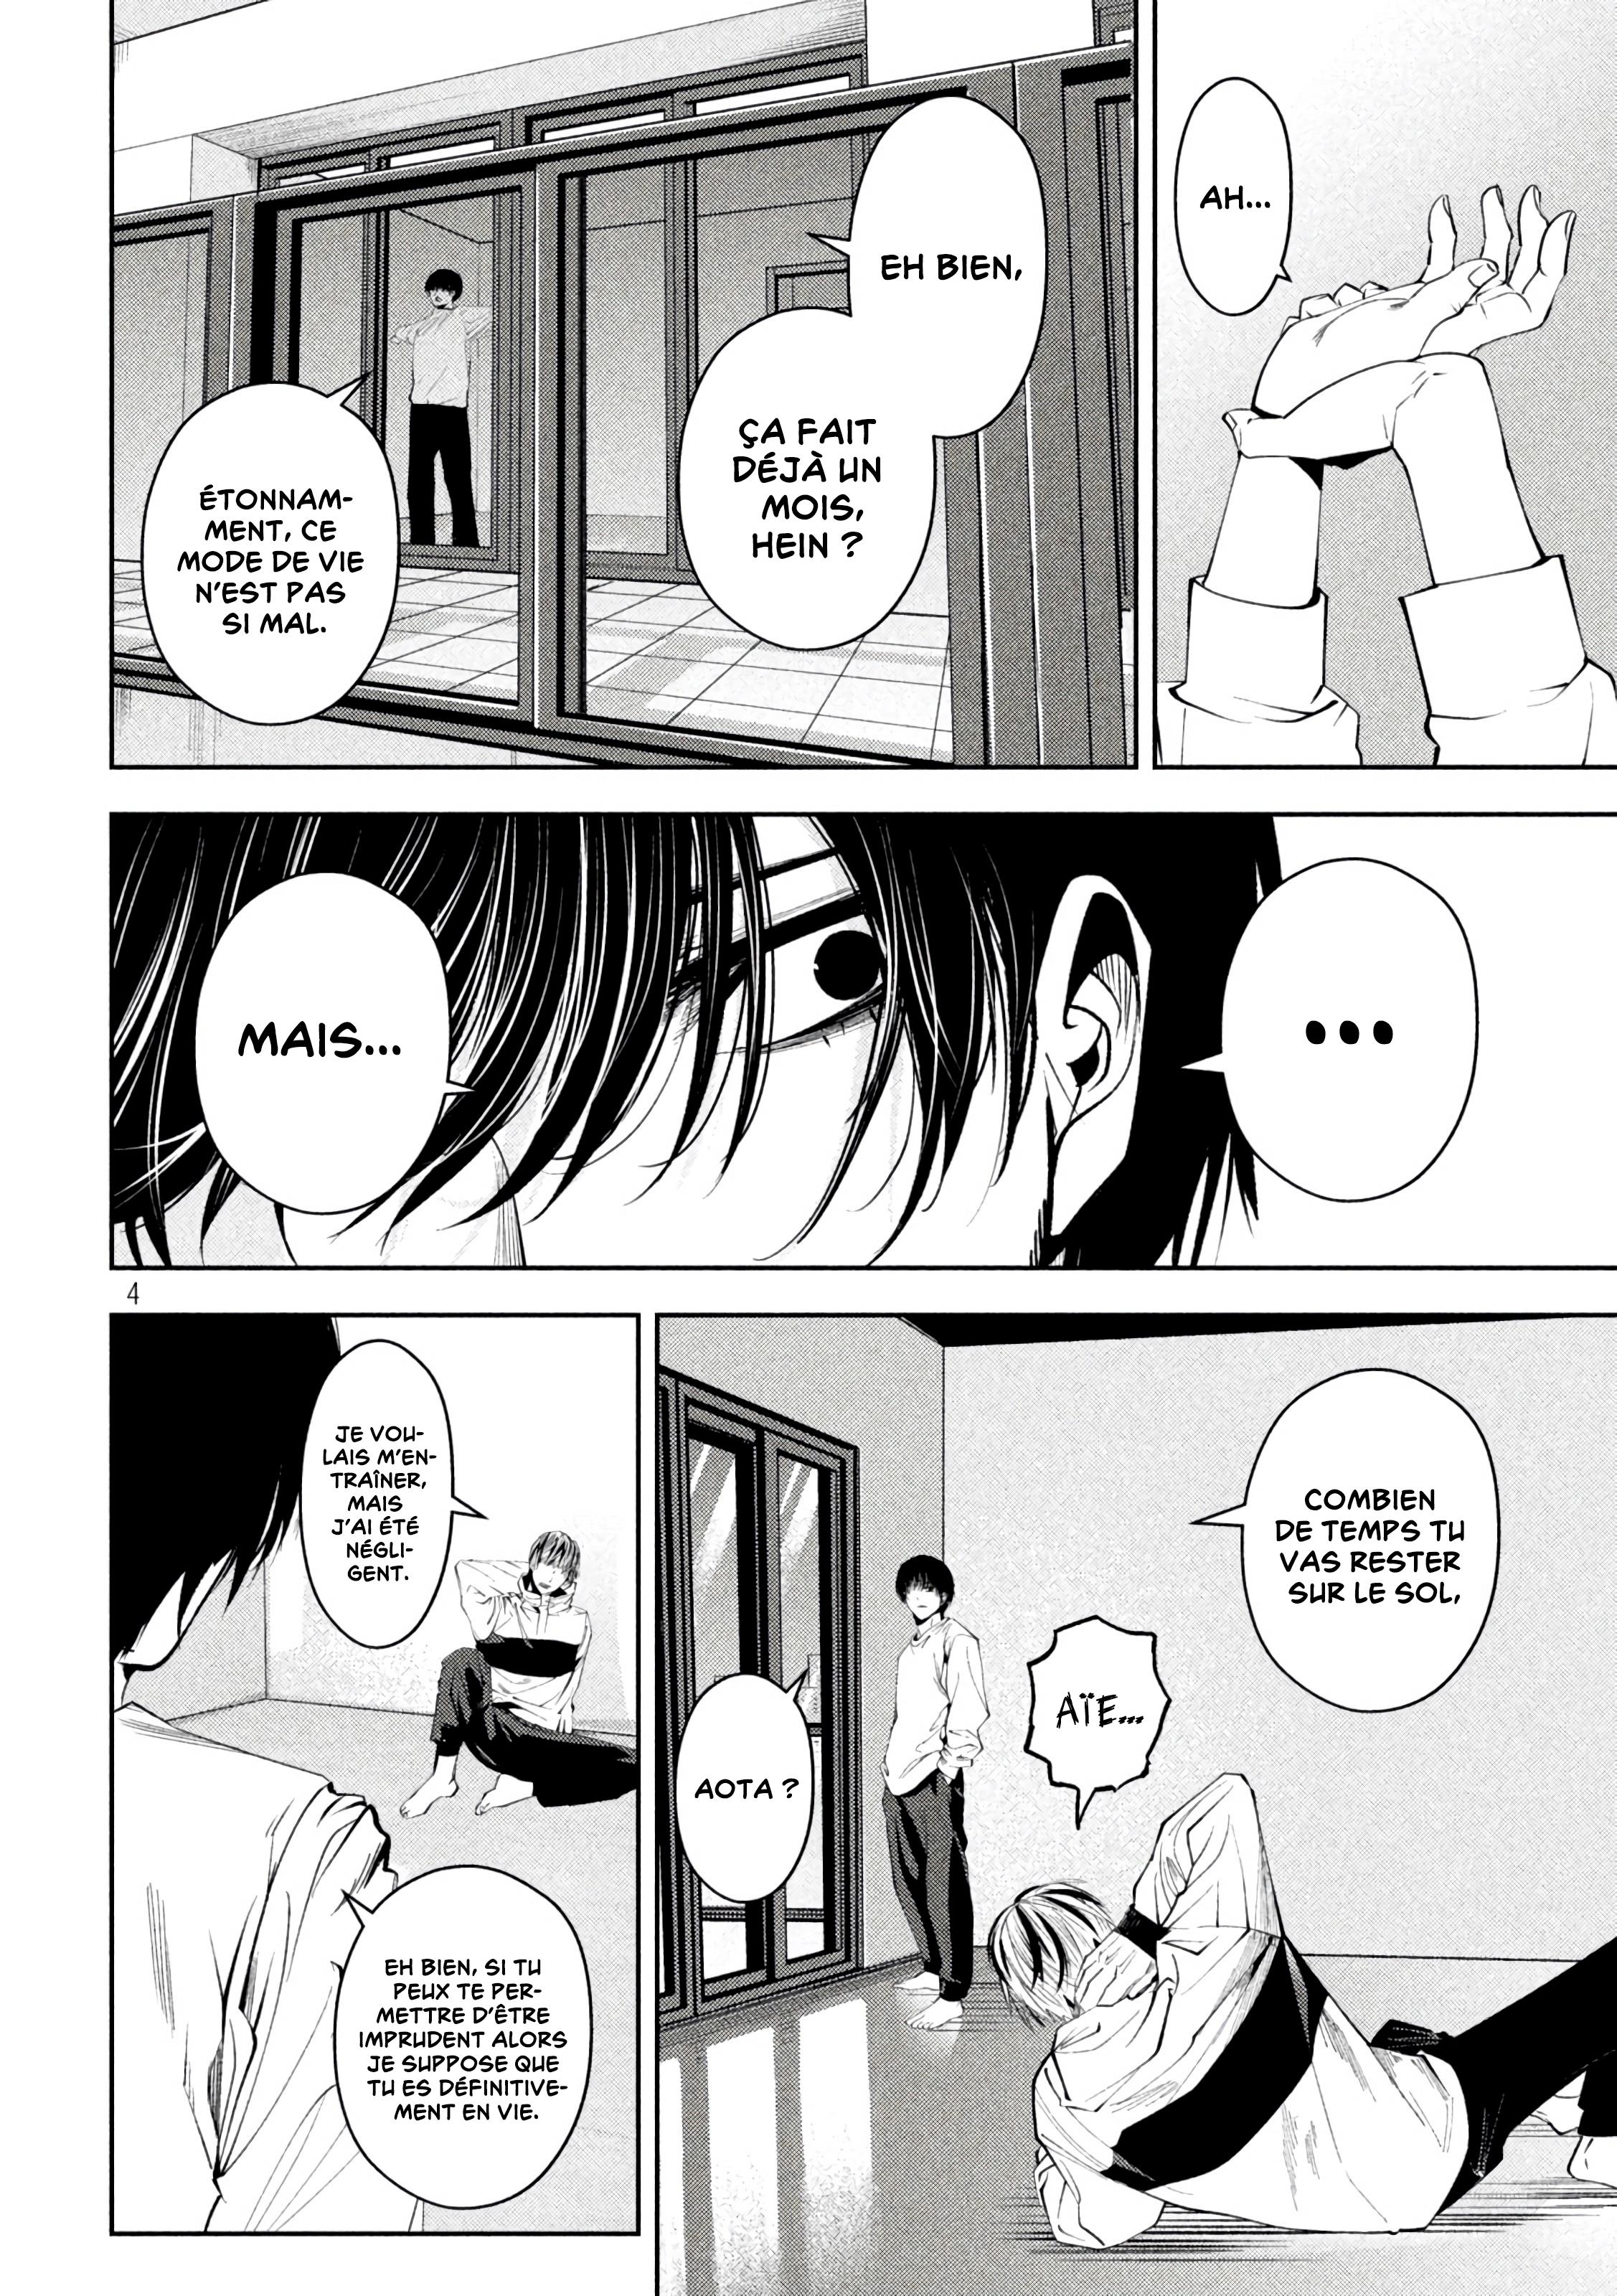 AH...
EH BIEN,
ÇA FAIT
DÉJÀ UN
MOIS,
HEIN ?
ÉTONNAM-
MENT, CE
MODE DE VIE
N'EST PAS
SI MAL.
...
MAIS...
4
COMBIEN
DE TEMPS TU
VAS RESTER
SUR LE SOL,
AÏE...
AOTA ?
JE VOU-
LAIS M'EN-
TRAÎNER,
MAIS
J'AI ÉTÉ
NÉGLI-
GENT.
EH BIEN, SI TU
PEUX TE PER-
METTRE D'ÊTRE
IMPRUDENT ALORS
JE SUPPOSE QUE
TU ES DÉFINITIVE-
MENT EN VIE.